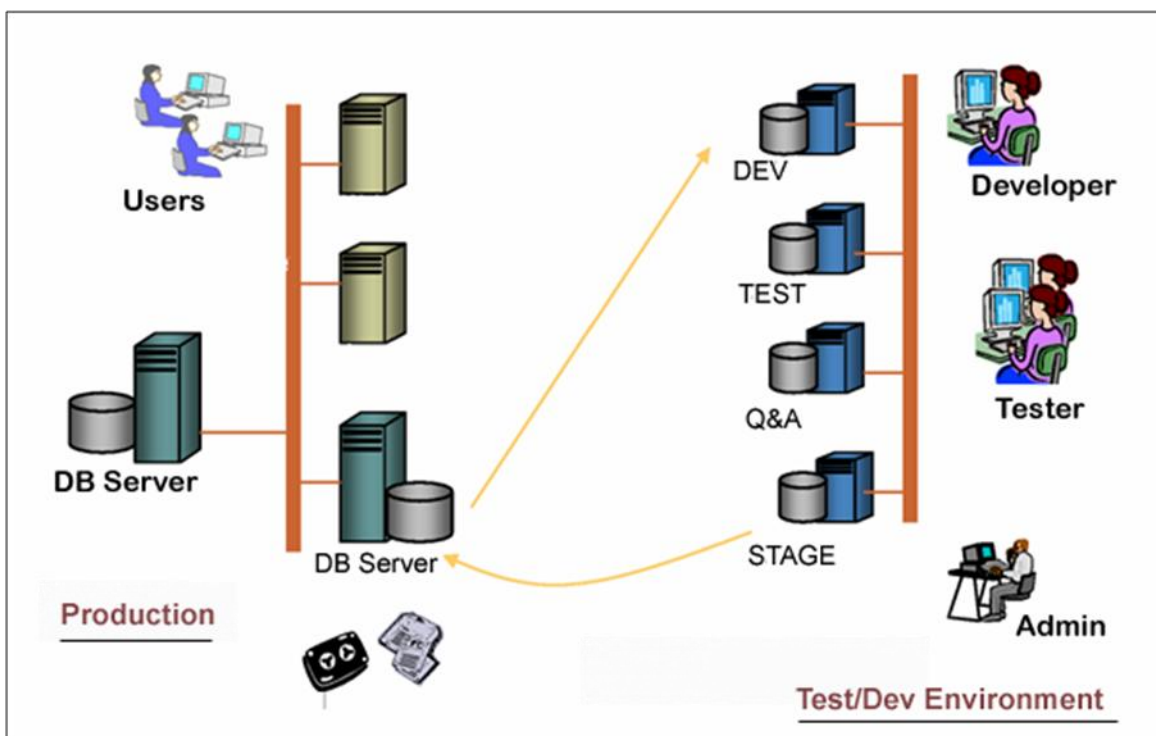 Users
DB Server
DB Server
Production
DEV
TEST
Q&A
STAGE
Developer
Tester
Admin
Test/Dev Environment